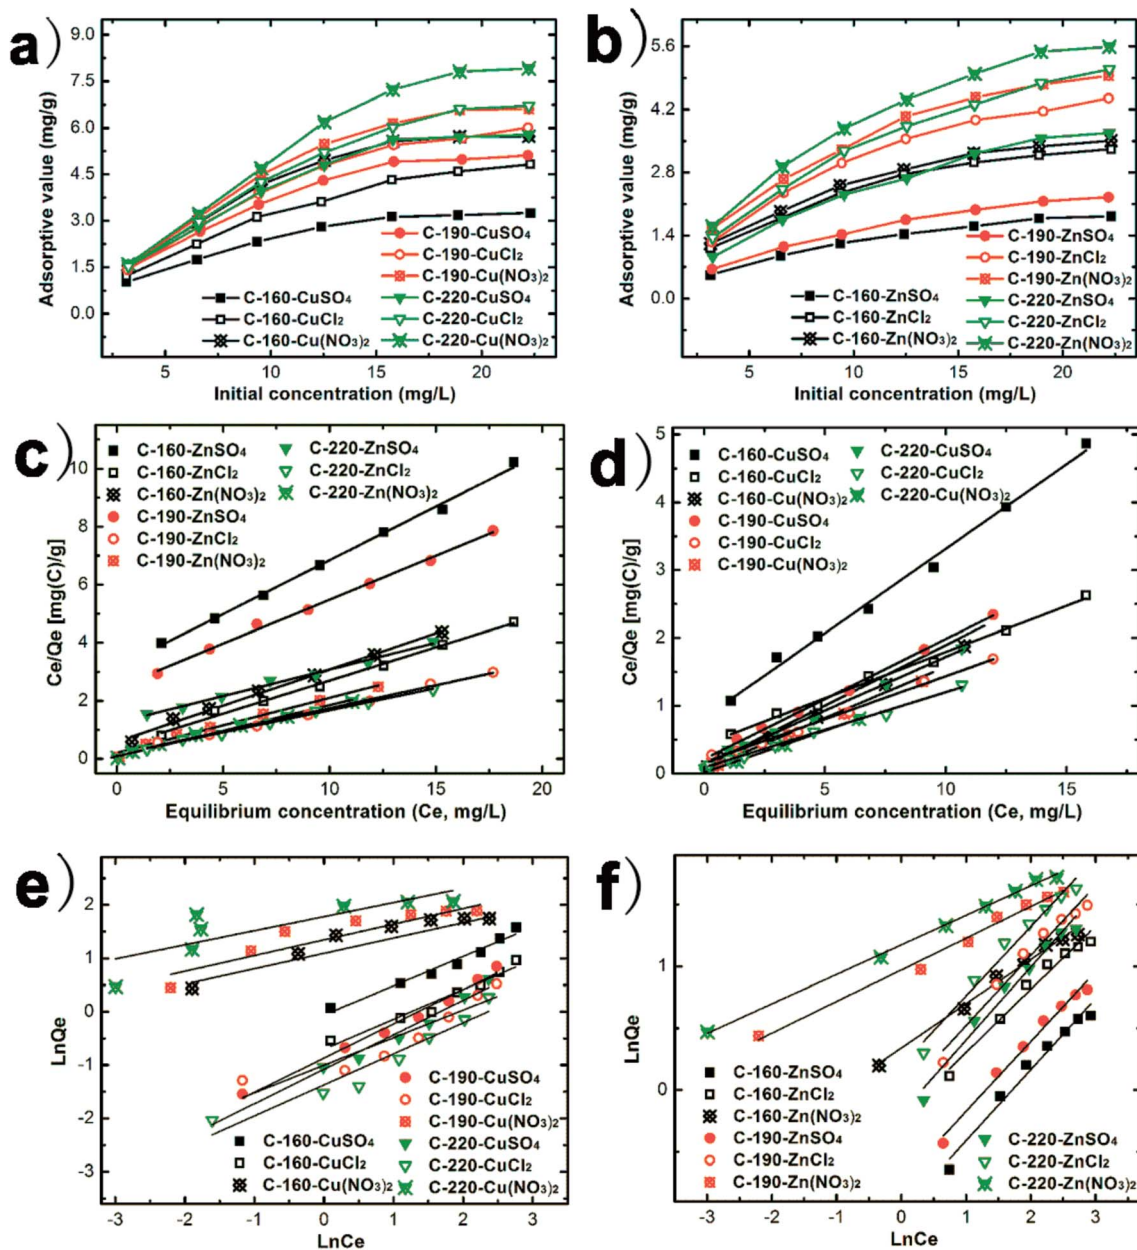 a)
9.0
7.5
6.0
4.5
3.0
1.5
0.0
Adsorptive value (mg/g)
C-190-CuSO4
C-190-CuCl2
C-190-Cu(NO3)2
C-160-CuSO4
C-220-CuSO4
C-160-CuCl2
C-220-CuCl2
C-160-Cu(NO3)2
C-220-Cu(NO3)2
5 10 15 20
Initial concentration (mg/L)
b)
5.6
4.2
2.8
1.4
0.0
Adsorptive value (mg/g)
C-190-ZnSO4
C-190-ZnCl2
C-190-Zn(NO3)2
C-160-ZnSO4
C-220-ZnSO4
C-160-ZnCl2
C-220-ZnCl2
C-160-Zn(NO3)2
C-220-Zn(NO3)2
5 10 15 20
Initial concentration (mg/L)
c)
10
8
6
4
2
0
Ce/Qe [mg(C)/g]
C-160-ZnSO4
C-220-ZnSO4
C-160-ZnCl2
C-220-ZnCl2
C-160-Zn(NO3)2
C-220-Zn(NO3)2
C-190-ZnSO4
C-190-ZnCl2
C-190-Zn(NO3)2
0 5 10 15 20
Equilibrium concentration (Ce, mg/L)
d)
5
4
3
2
1
0
Ce/Qe [mg(C)/g]
C-160-CuSO4
C-220-CuSO4
C-160-CuCl2
C-220-CuCl2
C-160-Cu(NO3)2
C-220-Cu(NO3)2
C-190-CuSO4
C-190-CuCl2
C-190-Cu(NO3)2
0 5 10 15
Equilibrium concentration (Ce, mg/L)
e)
2
1
0
-1
-2
-3
LnQe
C-190-CuSO4
C-190-CuCl2
C-190-Cu(NO3)2
C-160-CuSO4
C-220-CuSO4
C-160-CuCl2
C-220-CuCl2
C-160-Cu(NO3)2
C-220-Cu(NO3)2
-3 -2 -1 0 1 2 3
LnCe
f)
1
0
LnQe
C-160-ZnSO4
C-160-ZnCl2
C-160-Zn(NO3)2
C-190-ZnSO4
C-220-ZnSO4
C-190-ZnCl2
C-220-ZnCl2
C-190-Zn(NO3)2
C-220-Zn(NO3)2
-3 -2 -1 0 1 2 3
LnCe